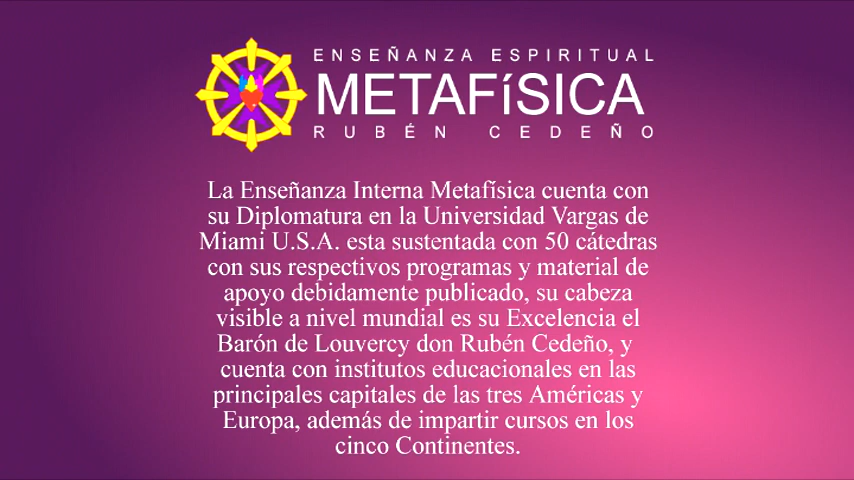 ENSEÑANZA ESPIRITUAL
METAFíSICA
RUBÉN CEDEÑO
La Enseñanza Interna Metafísica cuenta con
su Diplomatura en la Universidad Vargas de
Miami U.S.A. esta sustentada con 50 cátedras
con sus respectivos programas y material de
apoyo debidamente publicado, su cabeza
visible a nivel mundial es su Excelencia el
Barón de Louvercy don Rubén Cedeño, y
cuenta con institutos educacionales en las
principales capitales de las tres Américas y
Europa, además de impartir cursos en los
cinco Continentes.